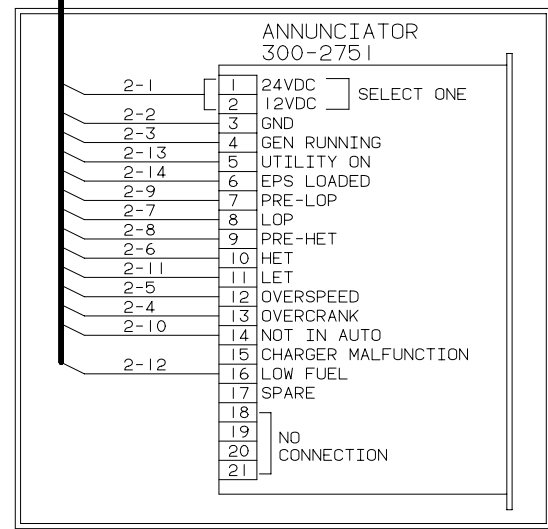 ANNUNCIATOR
300-2751
2-1 1 24VDC
2 12VDC
SELECT ONE
2-2 3 GND
2-3 4 GEN RUNNING
2-13 5 UTILITY ON
2-14 6 EPS LOADED
2-9 7 PRE-LOP
2-7 8 LOP
2-8 9 PRE-HET
2-6 10 HET
2-11 11 LET
2-5 12 OVERSPEED
2-4 13 OVERCRANK
2-10 14 NOT IN AUTO
15 CHARGER MALFUNCTION
2-12 16 LOW FUEL
17 SPARE
18
19
20
21
NO
CONNECTION